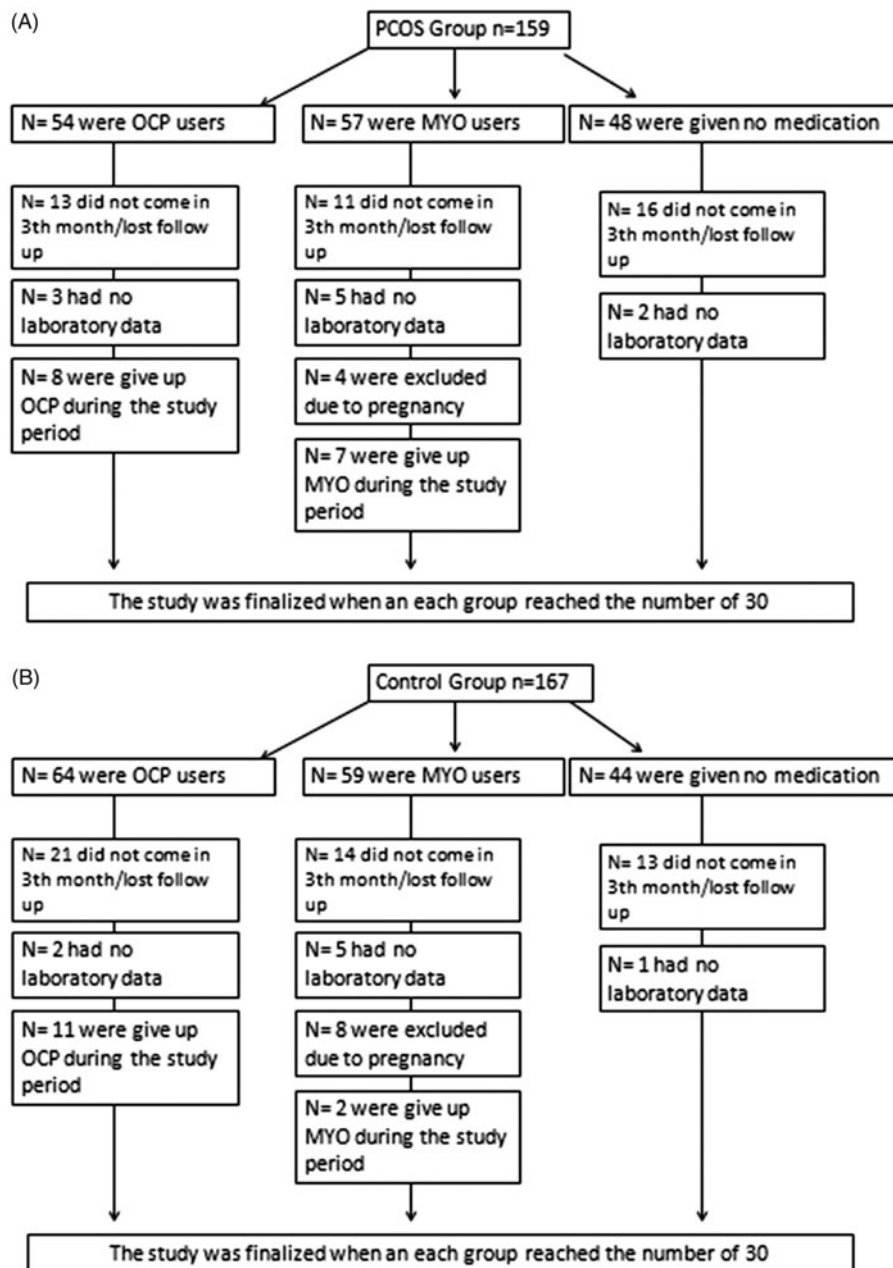 (A)
PCOS Group n=159
N= 54 were OCP users
N= 57 were MYO users
N= 48 were given no medication
N= 13 did not come in
3th month/lost follow
up
N= 11 did not come in
3th month/lost follow
up
N= 16 did not come in
3th month/lost follow
up
N= 3 had no
laboratory data
N= 5 had no
laboratory data
N= 2 had no
laboratory data
N= 8 were give up
OCP during the study
period
N= 4 were excluded
due to pregnancy
N= 7 were give up
MYO during the study
period
The study was finalized when an each group reached the number of 30
(B)
Control Group n=167
N= 64 were OCP users
N= 59 were MYO users
N= 44 were given no medication
N= 21 did not come in
3th month/lost follow
up
N= 14 did not come in
3th month/lost follow
up
N= 13 did not come in
3th month/lost follow
up
N= 2 had no
laboratory data
N= 5 had no
laboratory data
N= 1 had no
laboratory data
N= 11 were give up
OCP during the study
period
N= 8 were excluded
due to pregnancy
N= 2 were give up
MYO during the study
period
The study was finalized when an each group reached the number of 30